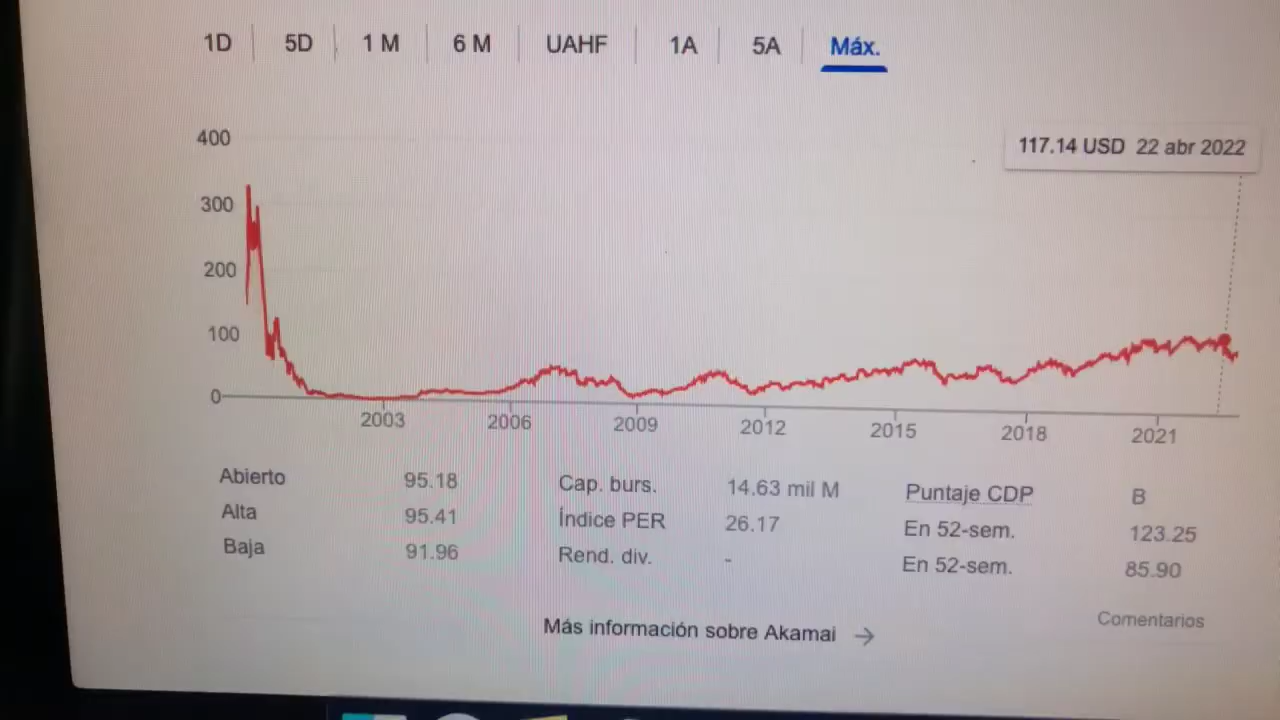 1D 5D 1 M 6 M UAHF 1A 5A Máx.
117.14 USD 22 abr 2022
400
300
200
100
0
2003 2006 2009 2012 2015 2018 2021
Abierto 95.18 Cap. burs. 14.63 mil M Puntaje CDP B
Alta 95.41 Índice PER 26.17 En 52-sem. 123.25
Baja 91.96 Rend. div. - En 52-sem. 85.90
Comentarios
Más información sobre Akamai →